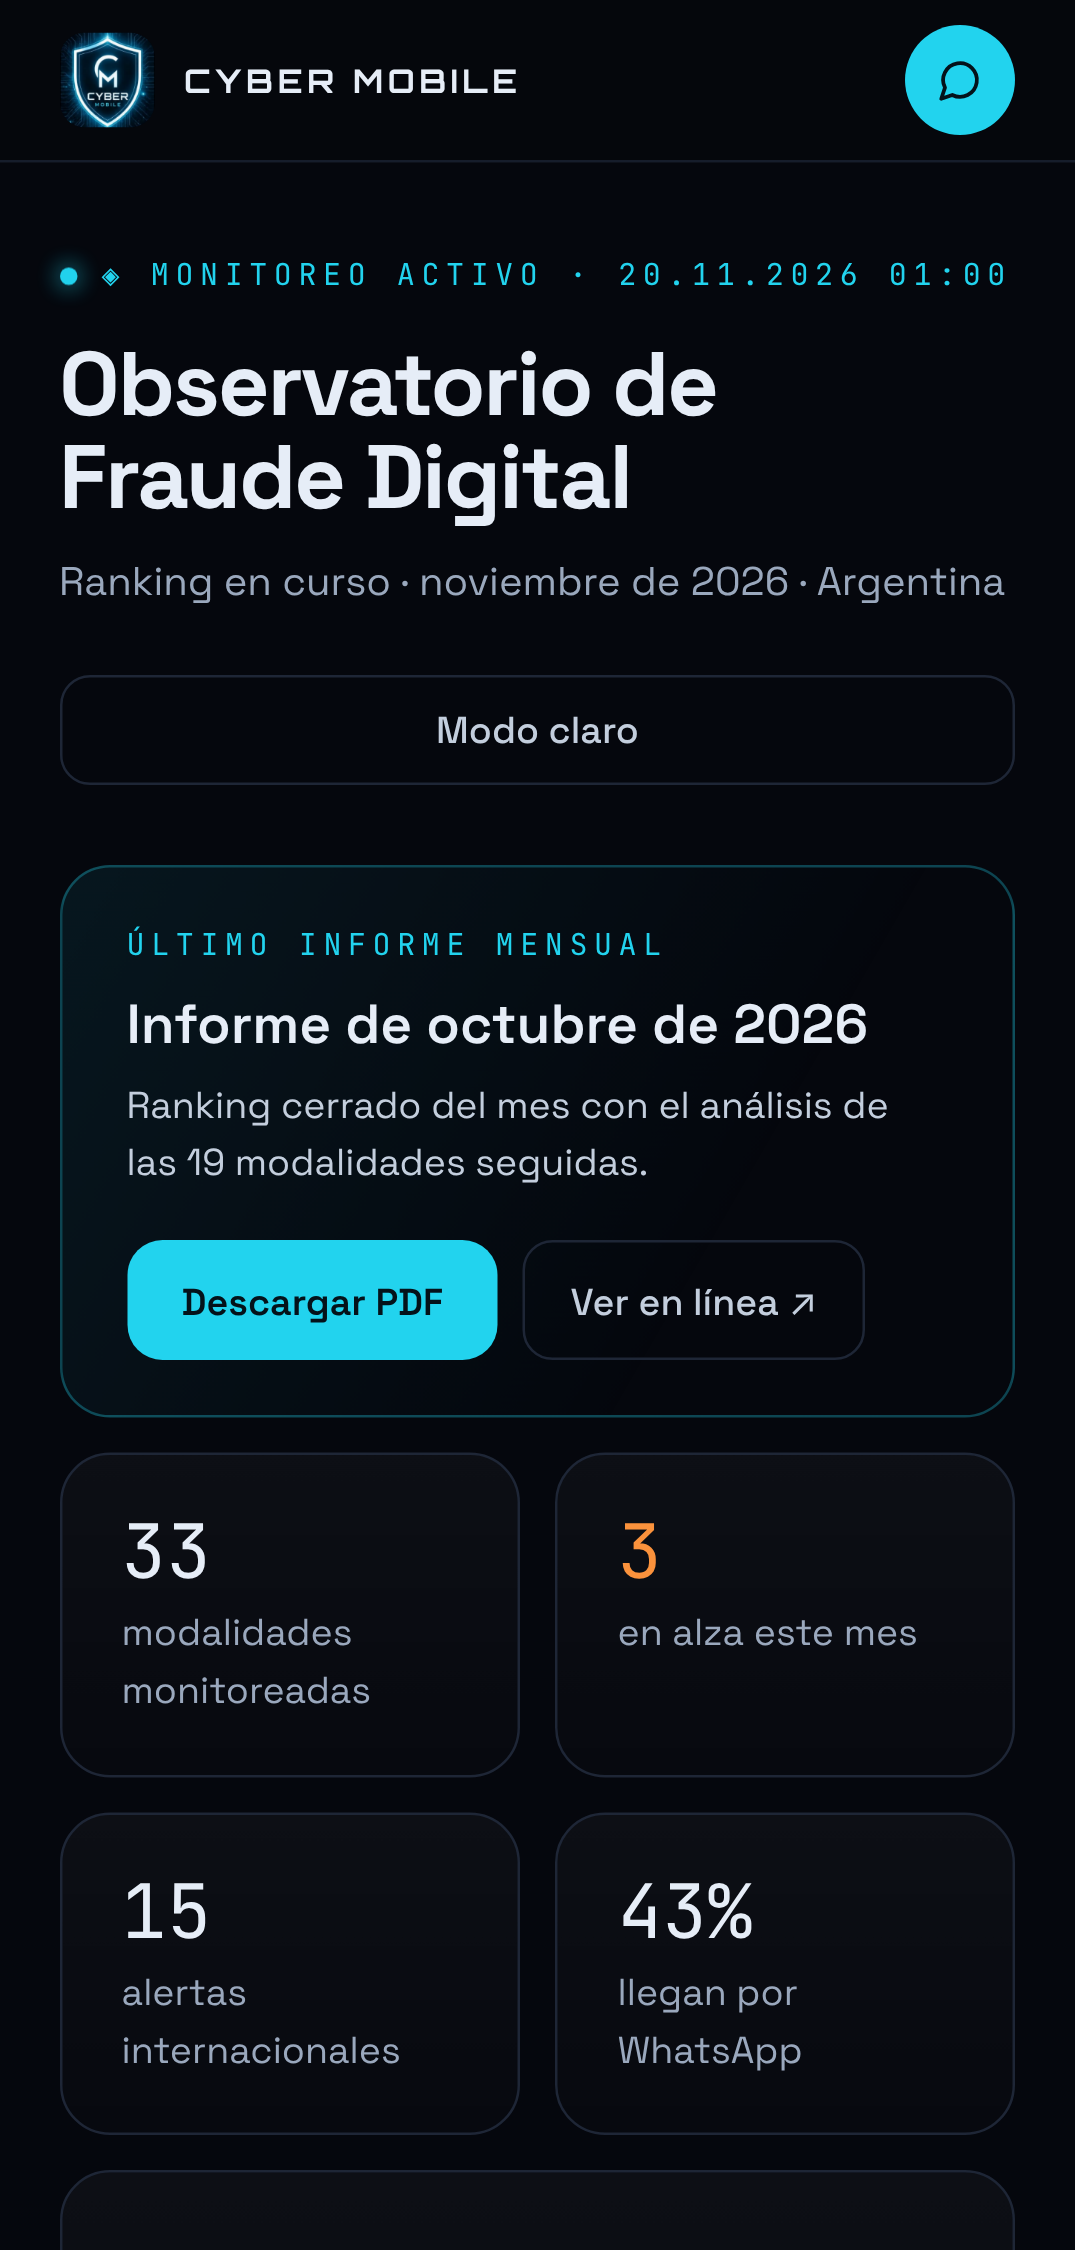 CM
CYBER
MOBILE
CYBER MOBILE
◈ MONITOREO ACTIVO · 20.11.2026 01:00
Observatorio de
Fraude Digital
Ranking en curso · noviembre de 2026 · Argentina
Modo claro
ÚLTIMO INFORME MENSUAL
Informe de octubre de 2026
Ranking cerrado del mes con el análisis de
las 19 modalidades seguidas.
Descargar PDF
Ver en línea ↗
33
modalidades
monitoreadas
3
en alza este mes
15
alertas
internacionales
43%
llegan por
WhatsApp